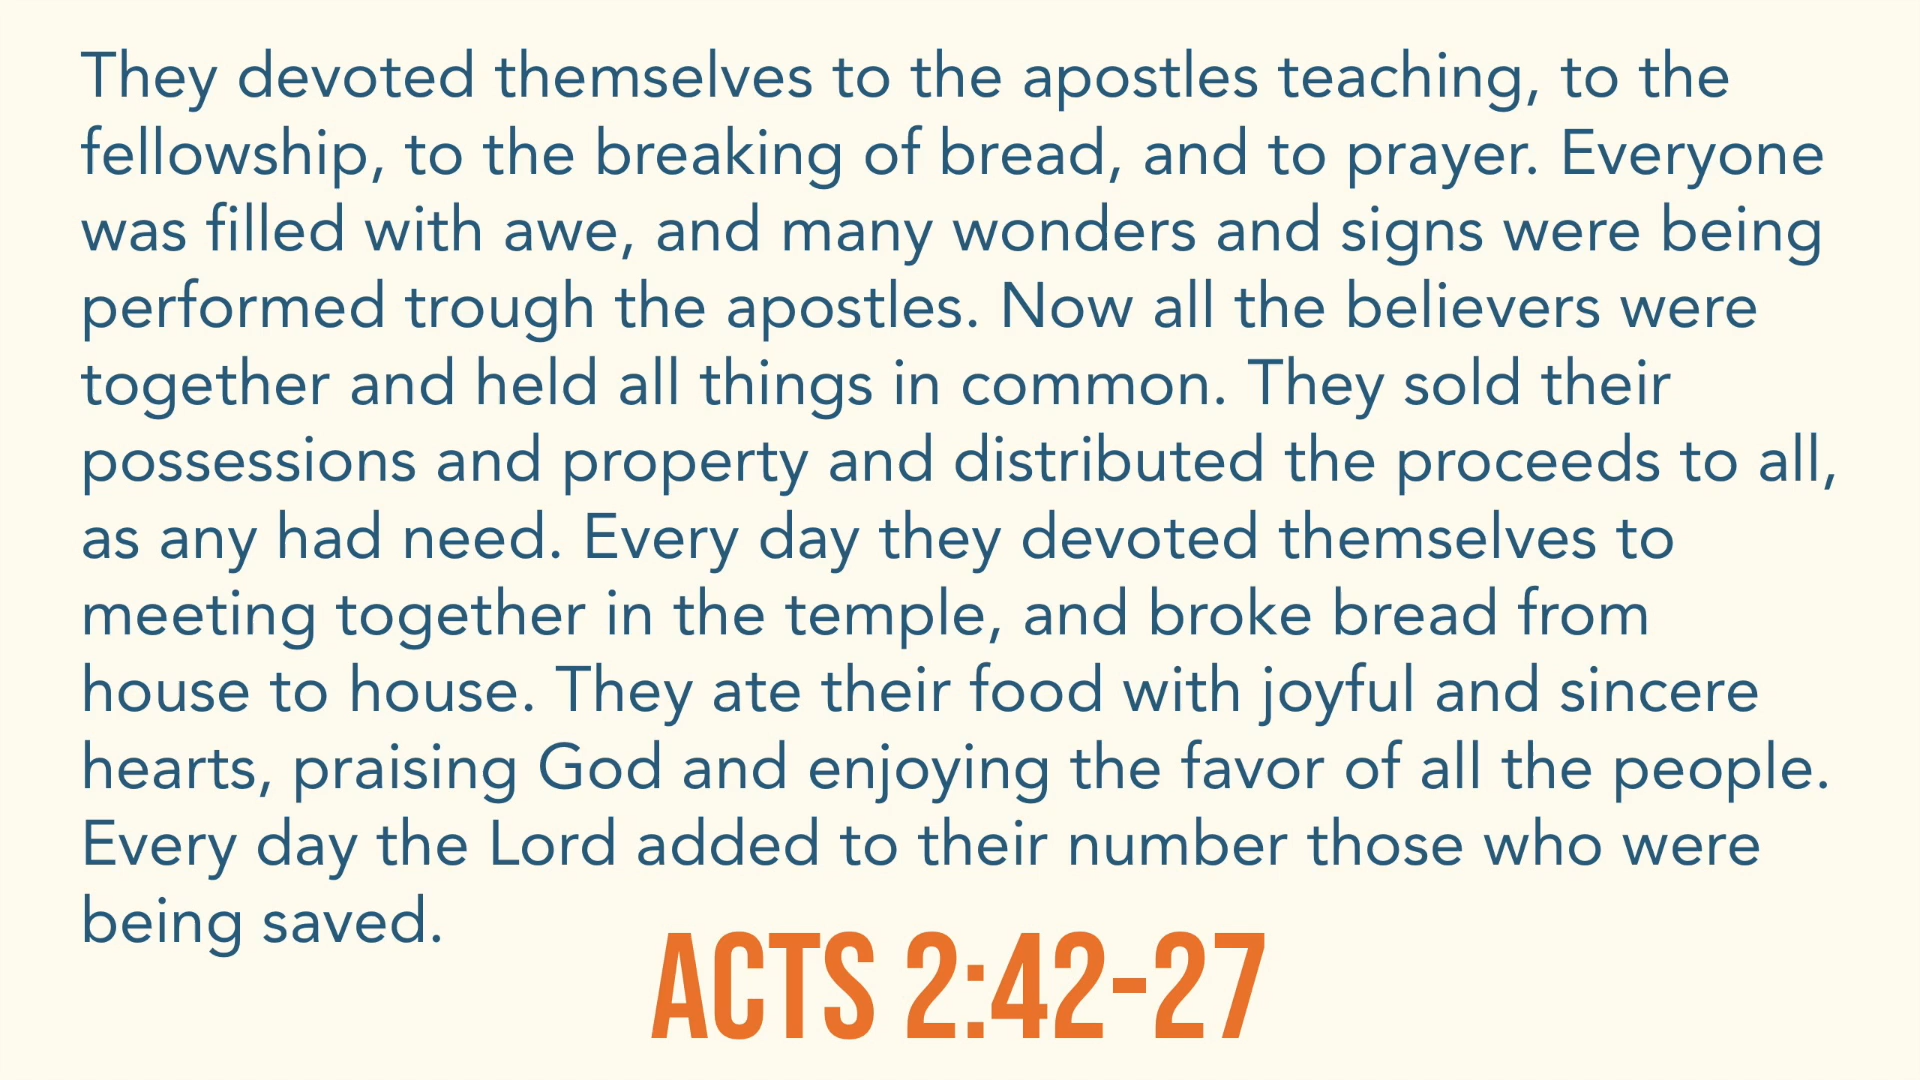 They devoted themselves to the apostles teaching, to the
fellowship, to the breaking of bread, and to prayer. Everyone
was filled with awe, and many wonders and signs were being
performed trough the apostles. Now all the believers were
together and held all things in common. They sold their
possessions and property and distributed the proceeds to all,
as any had need. Every day they devoted themselves to
meeting together in the temple, and broke bread from
house to house. They ate their food with joyful and sincere
hearts, praising God and enjoying the favor of all the people.
Every day the Lord added to their number those who were
being saved.
ACTS 2:42-27